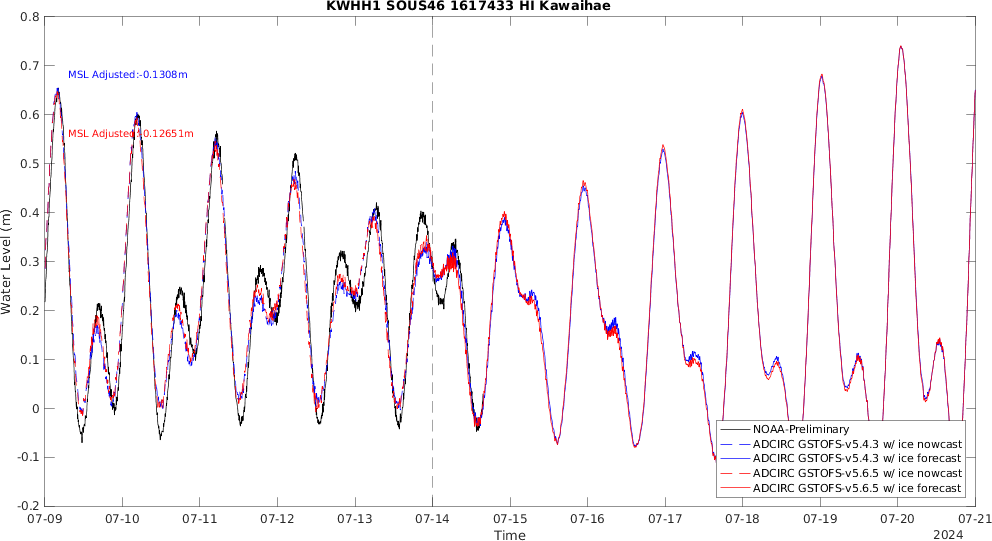 KWHH1 SOUS46 1617433 HI Kawaihae
0.8
0.7
0.6
0.5
0.4
0.3
0.2
0.1
0
-0.1
-0.2
Water Level (m)
MSL Adjusted:-0.1308m
MSL Adjusted:-0.12651m
NOAA-Preliminary
ADCIRC GSTOFS-v5.4.3 w/ ice nowcast
ADCIRC GSTOFS-v5.4.3 w/ ice forecast
ADCIRC GSTOFS-v5.6.5 w/ ice nowcast
ADCIRC GSTOFS-v5.6.5 w/ ice forecast
07-09 07-10 07-11 07-12 07-13 07-14 07-15 07-16 07-17 07-18 07-19 07-20 07-21
Time
2024